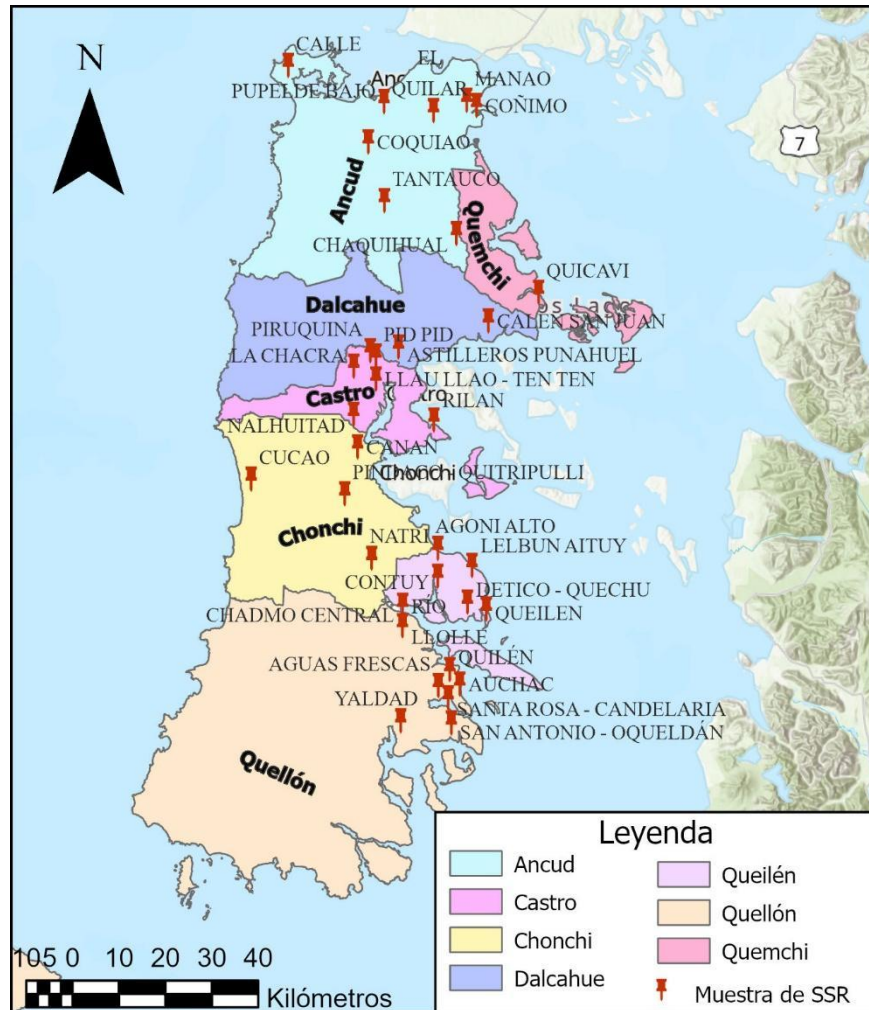 N
CALLE
EL
PUPELDE BAJO
QUILAR
MANAO
COÑIMO
COQUIAO
TANTAUCO
Ancud
7
Quemchi
CHAQUIHUAL
QUICAVI
Dalcahue
CALEN SAN JUAN
PIRUQUINA
PID PID
LA CHACRA
ASTILLEROS PUNAHUEL
LLAU LLAO - TEN TEN
Castro
RILAN
NALHUITAD
CANAN
CUCAO
QUITRIPULLI
Chonchi
Chonchi
AGONI ALTO
NATRI
LELBUN AITUY
CONTUY
DETICO - QUECHU
RÍO
QUEILEN
CHADMO CENTRAL
LLOLLE
QUILÉN
AGUAS FRESCAS
AUCHAC
YALDAD
SANTA ROSA - CANDELARIA
SAN ANTONIO - OQUELDÁN
Quellón
Leyenda
Ancud
Castro
Chonchi
Dalcahue
Queilén
Quellón
Quemchi
Muestra de SSR
105 0 10 20 30 40
Kilómetros